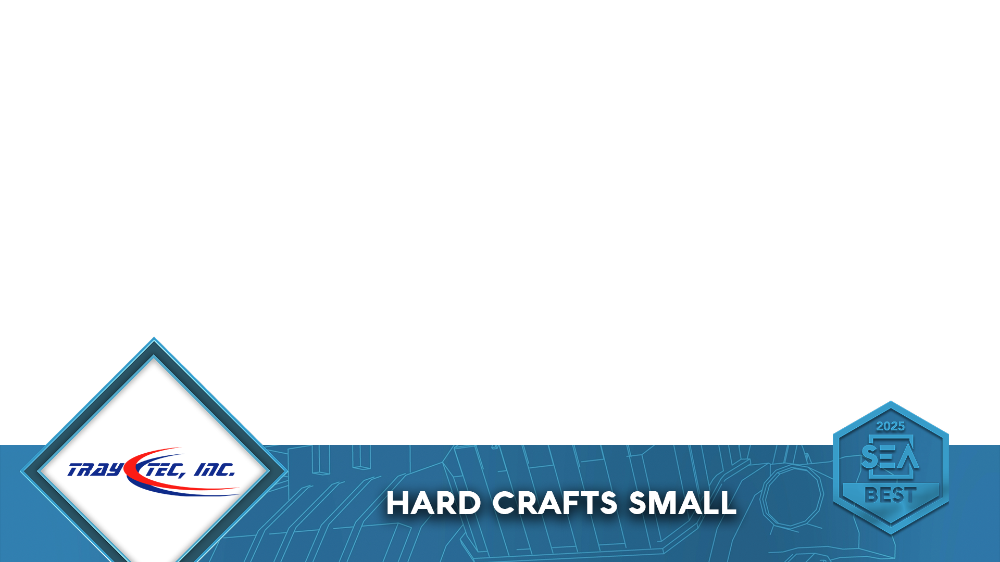 TRAY TEC, INC.
HARD CRAFTS SMALL
2025
SEA
BEST